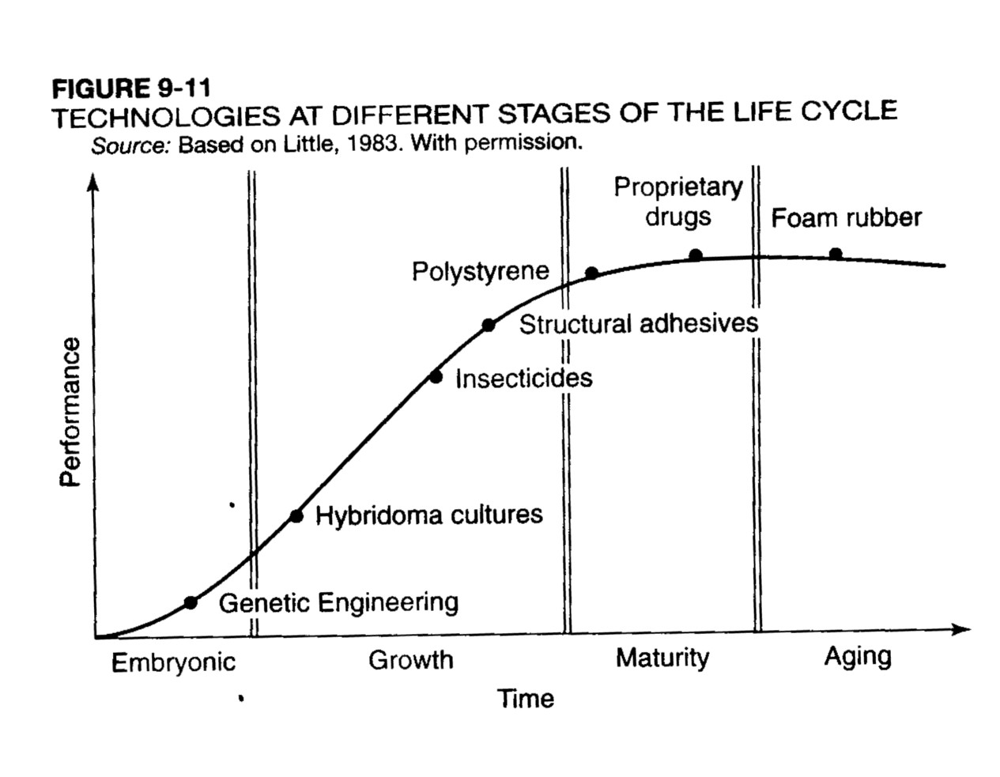 FIGURE 9-11
TECHNOLOGIES AT DIFFERENT STAGES OF THE LIFE CYCLE
Source: Based on Little, 1983. With permission.
Proprietary
drugs
Foam rubber
Polystyrene
Structural adhesives
Insecticides
Performance
Hybridoma cultures
Genetic Engineering
Embryonic
Growth
Maturity
Aging
Time